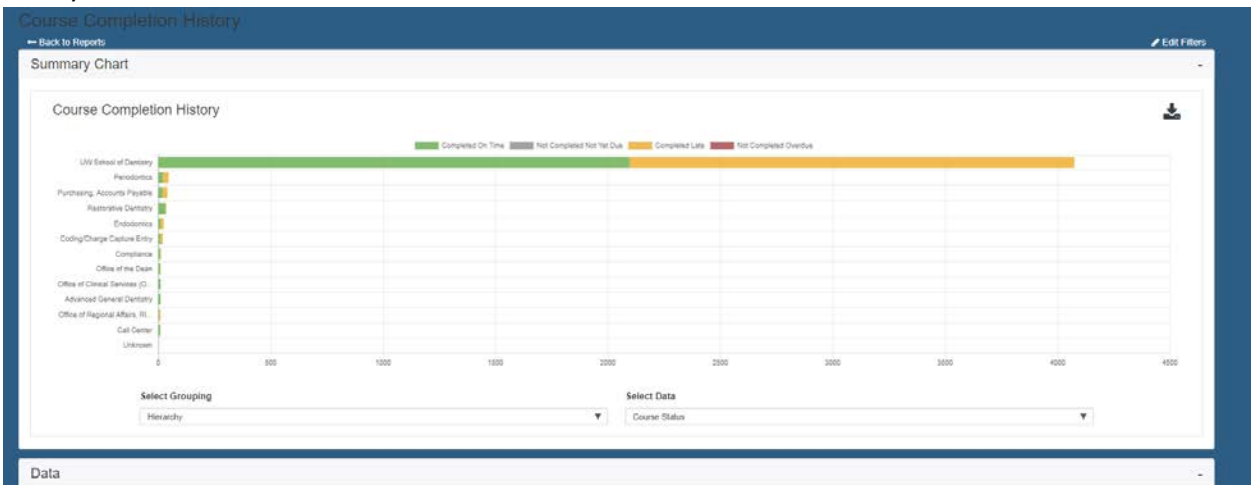 Course Completion History
Back to Reports
Edit Filters
Summary Chart
-
Course Completion History
Completed On Time Not Completed Not Yet Due Completed Late Not Completed Overdue
UW School of Dentistry
Periodontics
Purchasing, Accounts Payable
Restorative Dentistry
Endodontics
Coding/Charge Capture Entry
Compliance
Office of the Dean
Office of Clinical Services (O...
Advanced General Dentistry
Office of Regional Affairs, RI...
Call Center
Unknown
0 500 1000 1500 2000 2500 3000 3500 4000 4500
Select Grouping Select Data
Hierarchy Course Status
Data
-